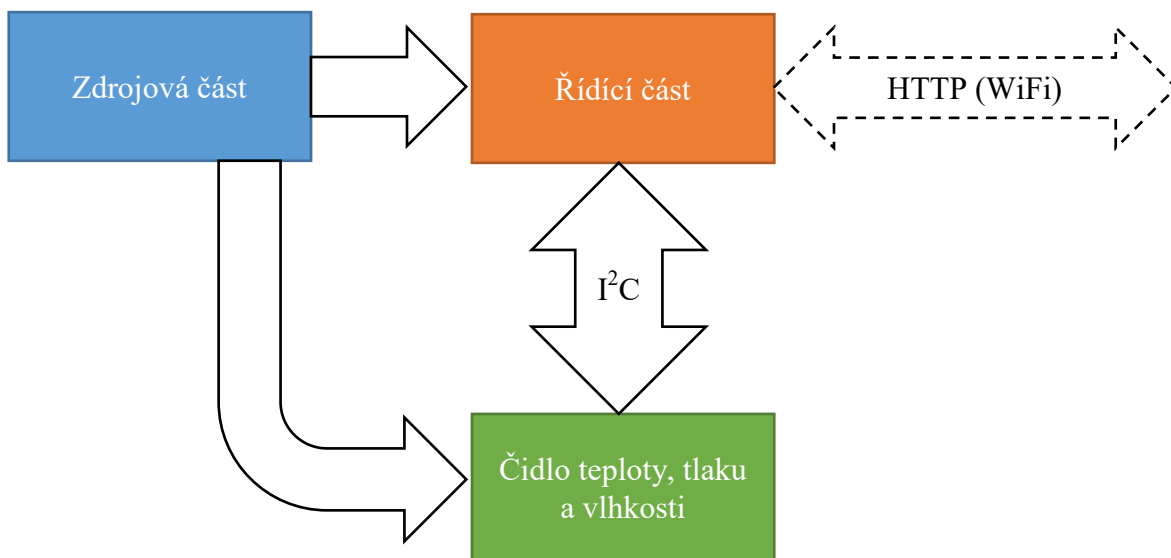 Zdrojová část
Řídící část
HTTP (WiFi)
I²C
Čidlo teploty, tlaku
a vlhkosti